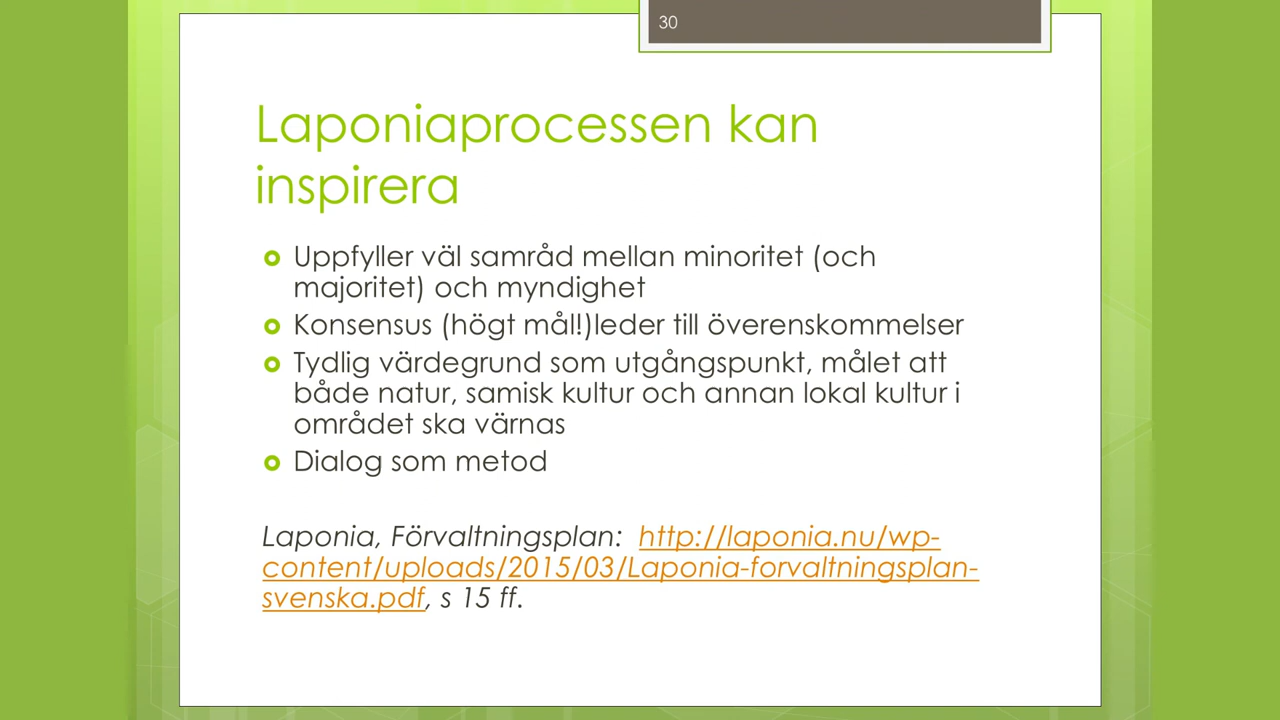 30
Laponiaprocessen kan
inspirera
Uppfyller väl samråd mellan minoritet (och
majoritet) och myndighet
Konsensus (högt mål!)leder till överenskommelser
Tydlig värdegrund som utgångspunkt, målet att
både natur, samisk kultur och annan lokal kultur i
området ska värnas
Dialog som metod
Laponia, Förvaltningsplan: http://laponia.nu/wp-
content/uploads/2015/03/Laponia-forvaltningsplan-
svenska.pdf, s 15 ff.